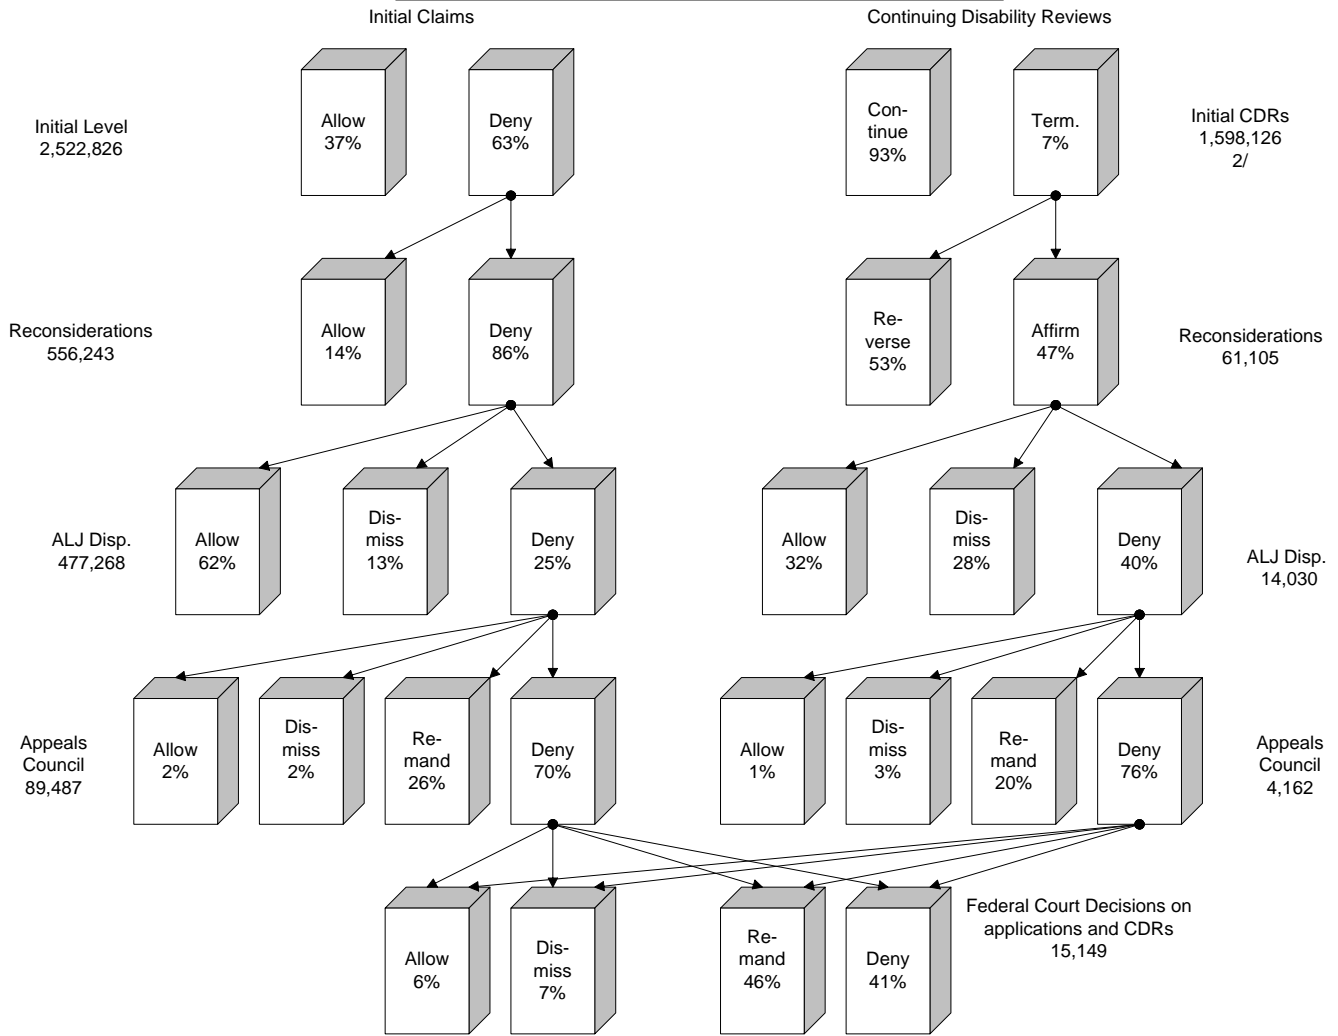 Initial Claims
Continuing Disability Reviews
Initial Level
2,522,826
Allow
37%
Deny
63%
Con-
tinue
93%
Term.
7%
Initial CDRs
1,598,126
2/
Reconsiderations
556,243
Allow
14%
Deny
86%
Re-
verse
53%
Affirm
47%
Reconsiderations
61,105
ALJ Disp.
477,268
Allow
62%
Dis-
miss
13%
Deny
25%
Allow
32%
Dis-
miss
28%
Deny
40%
ALJ Disp.
14,030
Appeals
Council
89,487
Allow
2%
Dis-
miss
2%
Re-
mand
26%
Deny
70%
Allow
1%
Dis-
miss
3%
Re-
mand
20%
Deny
76%
Appeals
Council
4,162
Allow
6%
Dis-
miss
7%
Re-
mand
46%
Deny
41%
Federal Court Decisions on
applications and CDRs
15,149